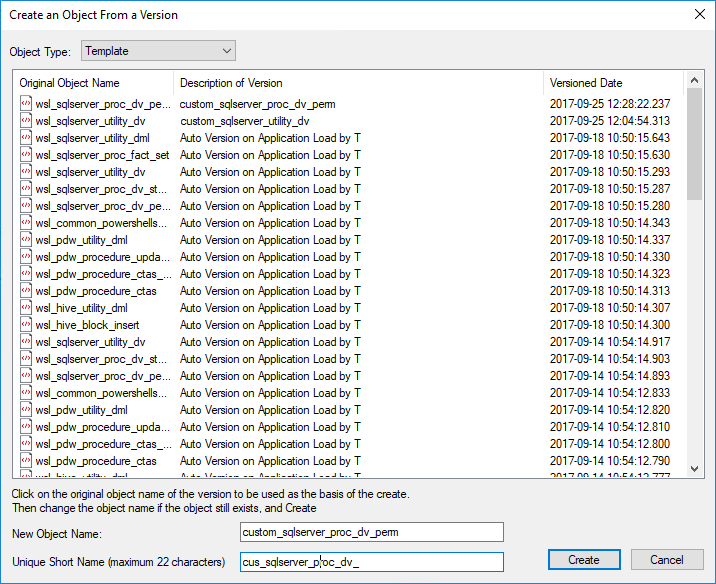 Create an Object From a Version
Object Type: Template
Original Object Name Description of Version Versioned Date
wsl_sqlserver_proc_dv_pe... custom_sqlserver_proc_dv_perm 2017-09-25 12:28:22.237
wsl_sqlserver_utility_dv custom_sqlserver_utility_dv 2017-09-25 12:04:54.313
wsl_sqlserver_utility_dml Auto Version on Application Load by T 2017-09-18 10:50:15.643
wsl_sqlserver_proc_fact_set Auto Version on Application Load by T 2017-09-18 10:50:15.630
wsl_sqlserver_utility_dv Auto Version on Application Load by T 2017-09-18 10:50:15.293
wsl_sqlserver_proc_dv_st... Auto Version on Application Load by T 2017-09-18 10:50:15.287
wsl_sqlserver_proc_dv_pe... Auto Version on Application Load by T 2017-09-18 10:50:15.280
wsl_common_powershells... Auto Version on Application Load by T 2017-09-18 10:50:14.343
wsl_pdw_utility_dml Auto Version on Application Load by T 2017-09-18 10:50:14.337
wsl_pdw_procedure_upda... Auto Version on Application Load by T 2017-09-18 10:50:14.330
wsl_pdw_procedure_ctas_... Auto Version on Application Load by T 2017-09-18 10:50:14.323
wsl_pdw_procedure_ctas Auto Version on Application Load by T 2017-09-18 10:50:14.313
wsl_hive_utility_dml Auto Version on Application Load by T 2017-09-18 10:50:14.307
wsl_hive_block_insert Auto Version on Application Load by T 2017-09-18 10:50:14.300
wsl_sqlserver_utility_dv Auto Version on Application Load by T 2017-09-14 10:54:14.917
wsl_sqlserver_proc_dv_st... Auto Version on Application Load by T 2017-09-14 10:54:14.903
wsl_sqlserver_proc_dv_pe... Auto Version on Application Load by T 2017-09-14 10:54:14.893
wsl_common_powershells... Auto Version on Application Load by T 2017-09-14 10:54:12.833
wsl_pdw_utility_dml Auto Version on Application Load by T 2017-09-14 10:54:12.820
wsl_pdw_procedure_upda... Auto Version on Application Load by T 2017-09-14 10:54:12.810
wsl_pdw_procedure_ctas_... Auto Version on Application Load by T 2017-09-14 10:54:12.800
wsl_pdw_procedure_ctas Auto Version on Application Load by T 2017-09-14 10:54:12.790
wsl_hive_utility_dml Auto Version on Application Load by T 2017-09-14 10:54:12.777
Click on the original object name of the version to be used as the basis of the create.
Then change the object name if the object still exists, and Create
New Object Name: custom_sqlserver_proc_dv_perm
Unique Short Name (maximum 22 characters) cus_sqlserver_proc_dv_ Create Cancel